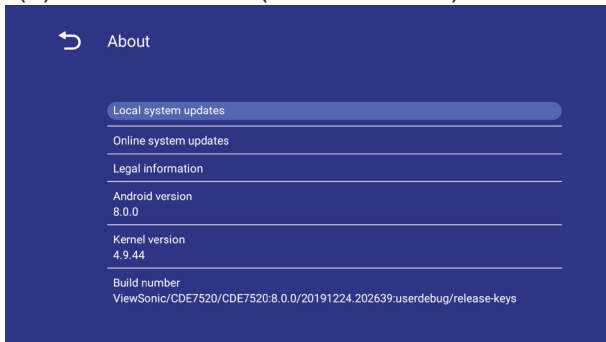 About
Local system updates
Online system updates
Legal information
Android version
8.0.0
Kernel version
4.9.44
Build number
ViewSonic/CDE7520/CDE7520:8.0.0/20191224.202639:userdebug/release-keys